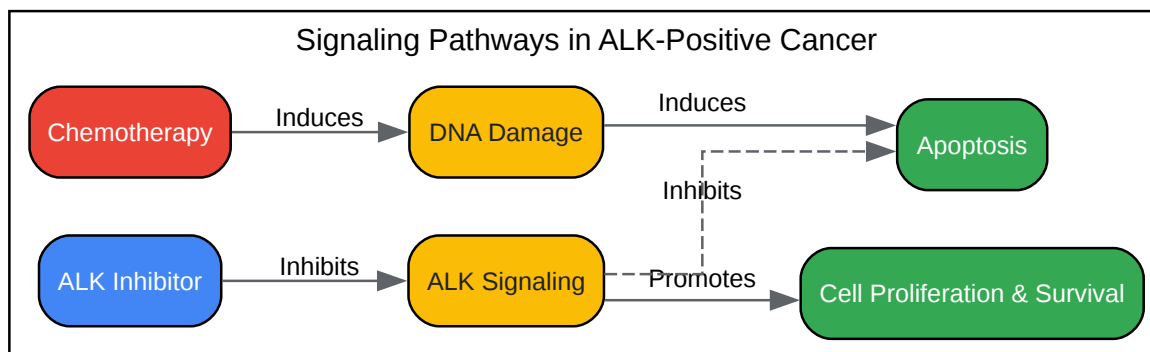 Signaling Pathways in ALK-Positive Cancer
Chemotherapy
Induces
DNA Damage
Induces
Apoptosis
Inhibits
ALK Inhibitor
Inhibits
ALK Signaling
Promotes
Cell Proliferation & Survival